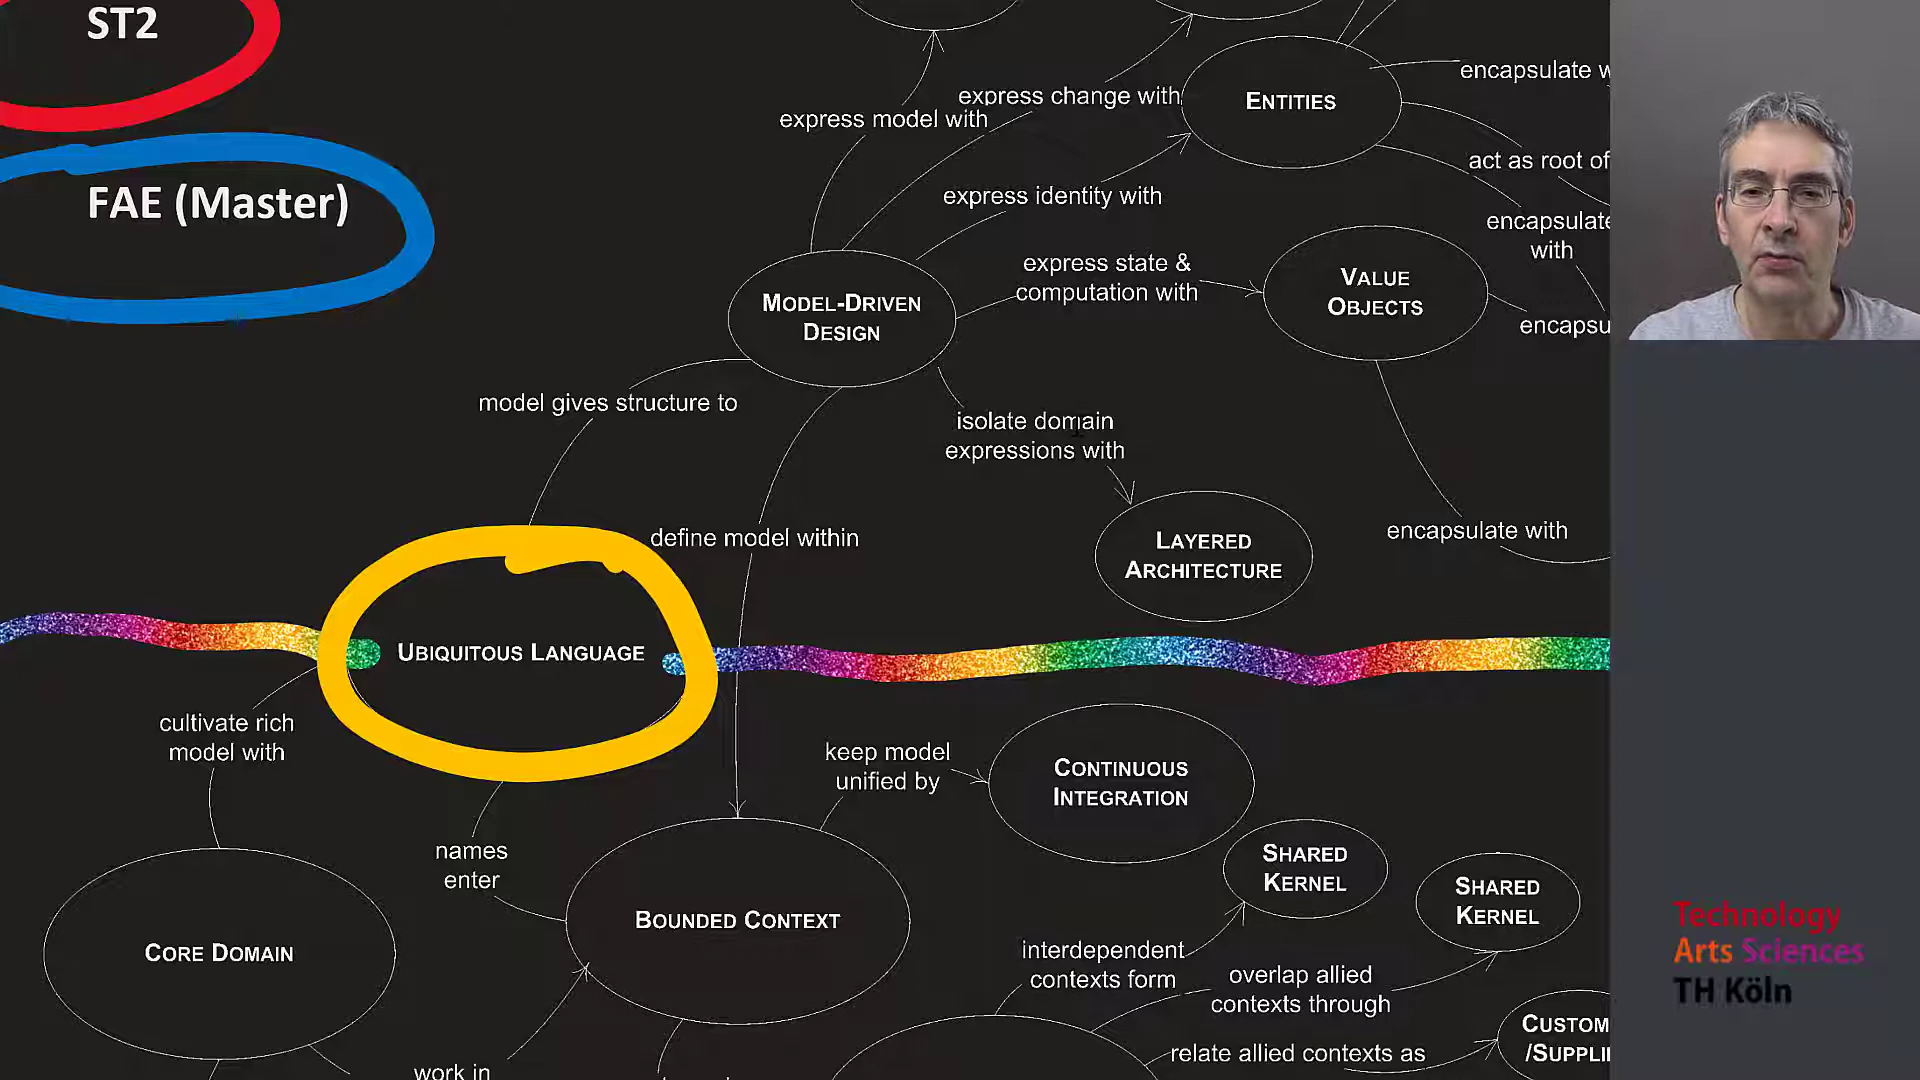 ST2
FAE (Master)
express model with
express change with
ENTITIES
encapsulate w
act as root of
express identity with
encapsulate
with
express state &
computation with
VALUE
OBJECTS
encapsu
MODEL-DRIVEN
DESIGN
model gives structure to
isolate domain
expressions with
define model within
LAYERED
ARCHITECTURE
encapsulate with
UBIQUITOUS LANGUAGE
cultivate rich
model with
keep model
unified by
CONTINUOUS
INTEGRATION
names
enter
SHARED
KERNEL
SHARED
KERNEL
BOUNDED CONTEXT
CORE DOMAIN
interdependent
contexts form
overlap allied
contexts through
CUSTOM
/SUPPLI
relate allied contexts as
work in
Technology
Arts Sciences
TH Köln